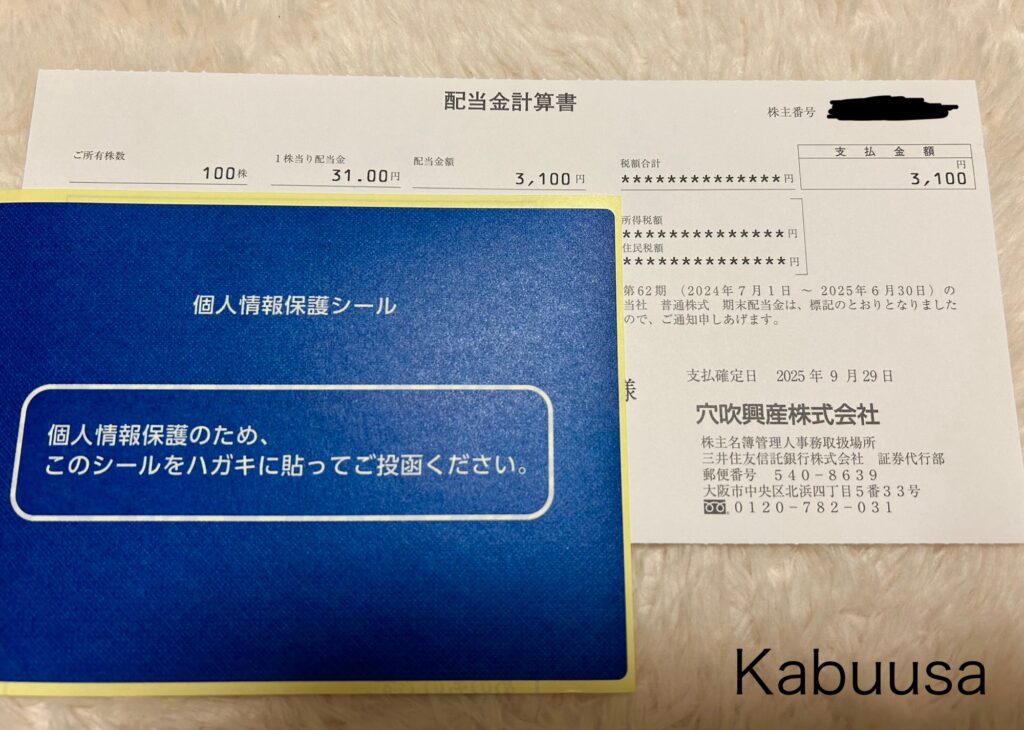 配当金計算書
株主番号
ご所有株数
100株
1株当り配当金
31.00円
配当金額
3,100円
税額合計
**************円
支払金額
円
3,100
所得税額
**************円
住民税額
**************円
第62期 (2024年7月1日 ~ 2025年6月30日)の
当社 普通株式 期末配当金は、標記のとおりとなりました
ので、ご通知申しあげます。
様
支払確定日 2025年9月29日
穴吹興産株式会社
株主名簿管理人事務取扱場所
三井住友信託銀行株式会社 証券代行部
郵便番号 540-8639
大阪市中央区北浜四丁目5番33号
0120-782-031
個人情報保護シール
個人情報保護のため、
このシールをハガキに貼ってご投函ください。
Kabuusa